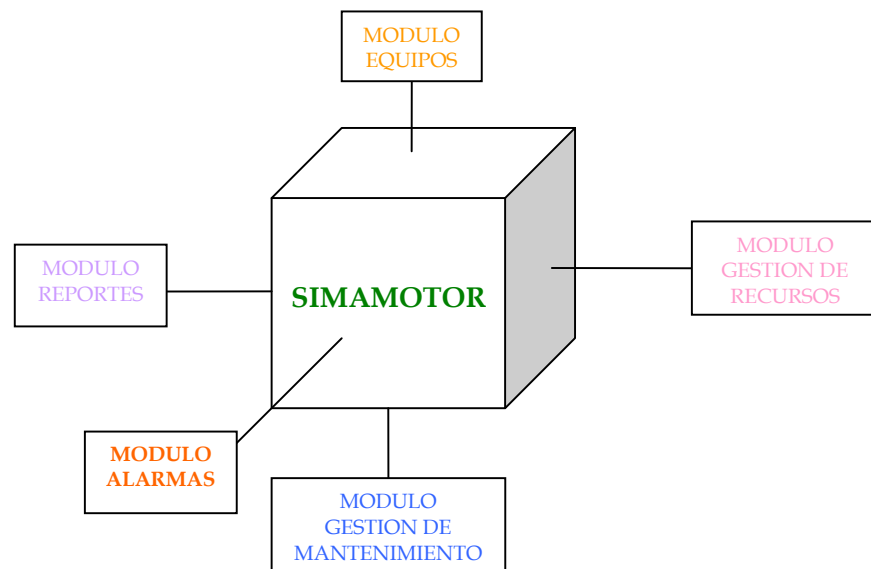 MODULO
EQUIPOS
MODULO
GESTION DE
RECURSOS
MODULO
REPORTES
SIMAMOTOR
MODULO
ALARMAS
MODULO
GESTION DE
MANTENIMIENTO